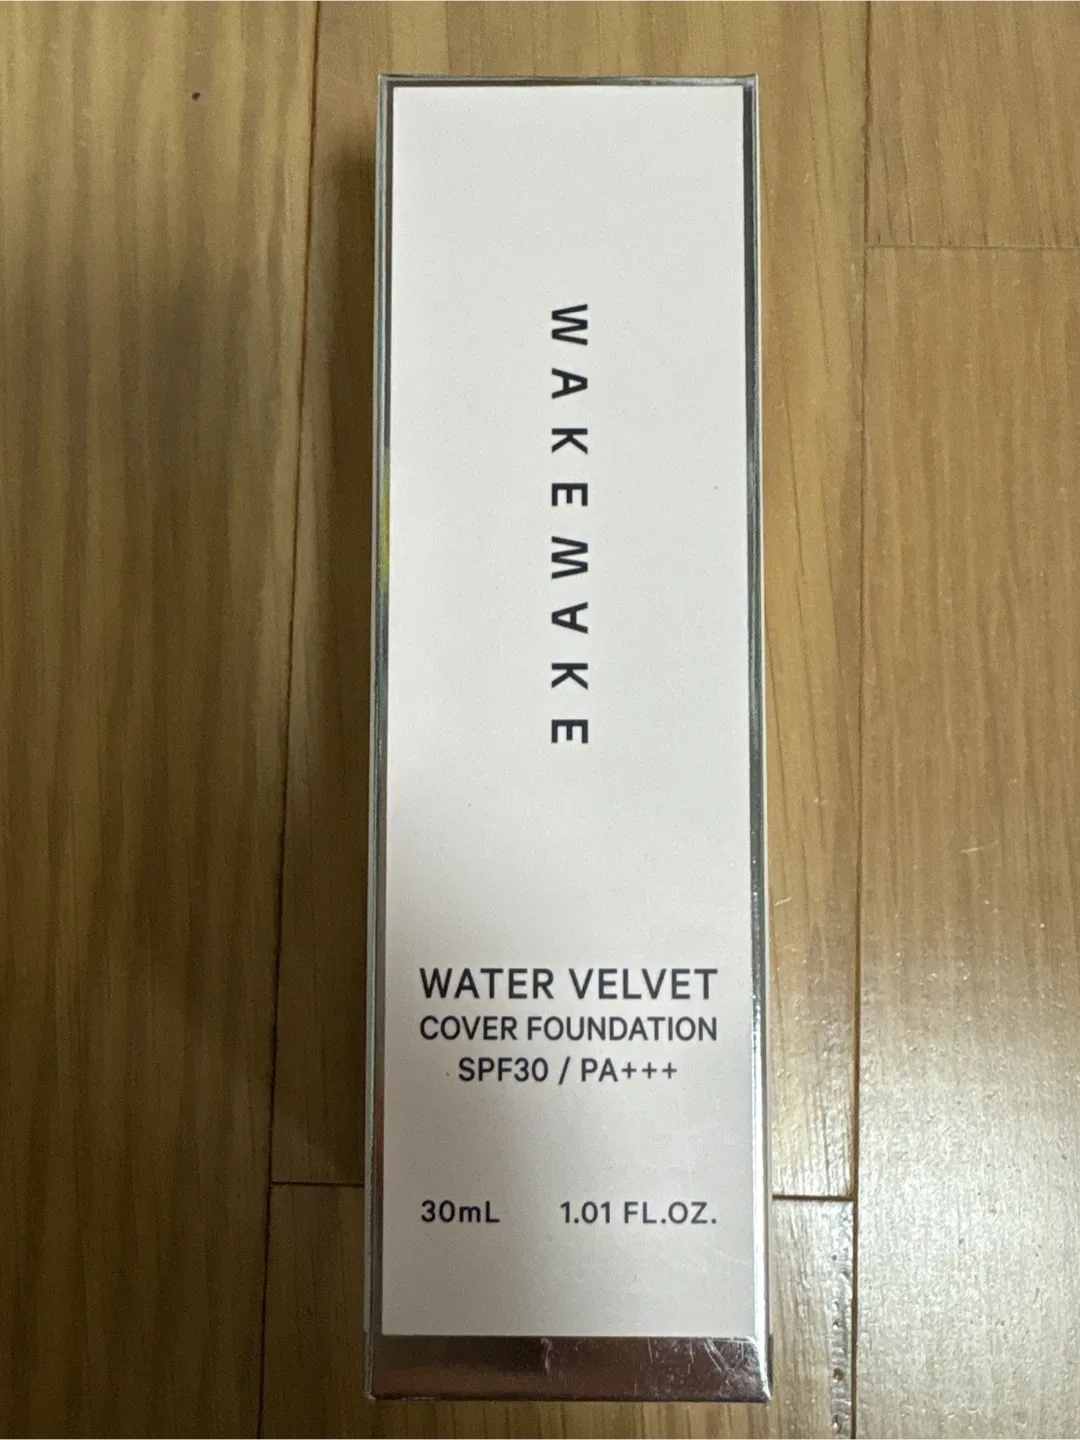 WAKEMAKE
WATER VELVET
COVER FOUNDATION
SPF30 / PA+++
30mL 1.01 FL.OZ.